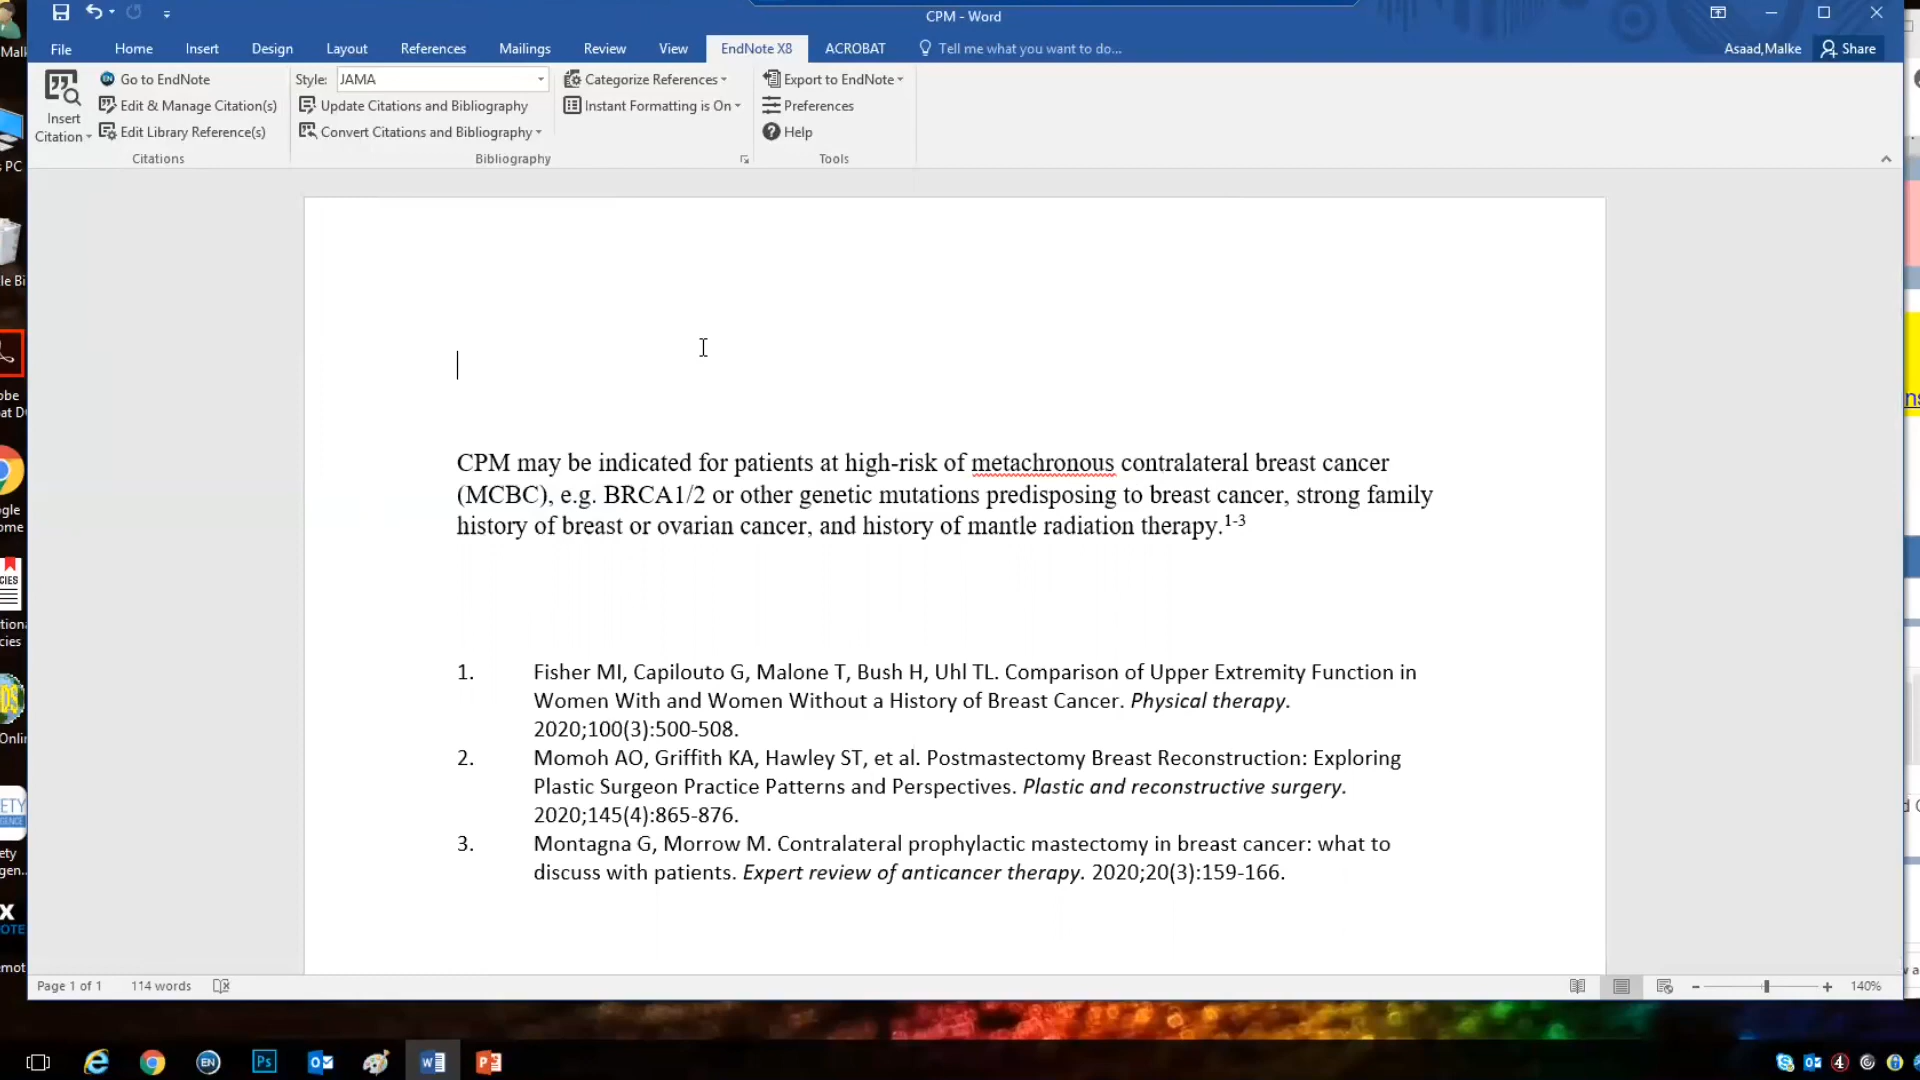 CPM - Word
File Home Insert Design Layout References Mailings Review View EndNote X8 ACROBAT Tell me what you want to do... Asaad,Malke Share
Insert Citation
Go to EndNote
Edit & Manage Citation(s)
Edit Library Reference(s)
Citations
Style: JAMA
Update Citations and Bibliography
Convert Citations and Bibliography
Bibliography
Categorize References
Instant Formatting is On
Export to EndNote
Preferences
Help
Tools
CPM may be indicated for patients at high-risk of metachronous contralateral breast cancer
(MCBC), e.g. BRCA1/2 or other genetic mutations predisposing to breast cancer, strong family
history of breast or ovarian cancer, and history of mantle radiation therapy.1-3
1. Fisher MI, Capilouto G, Malone T, Bush H, Uhl TL. Comparison of Upper Extremity Function in
Women With and Women Without a History of Breast Cancer. Physical therapy.
2020;100(3):500-508.
2. Momoh AO, Griffith KA, Hawley ST, et al. Postmastectomy Breast Reconstruction: Exploring
Plastic Surgeon Practice Patterns and Perspectives. Plastic and reconstructive surgery.
2020;145(4):865-876.
3. Montagna G, Morrow M. Contralateral prophylactic mastectomy in breast cancer: what to
discuss with patients. Expert review of anticancer therapy. 2020;20(3):159-166.
Page 1 of 1 114 words 140%